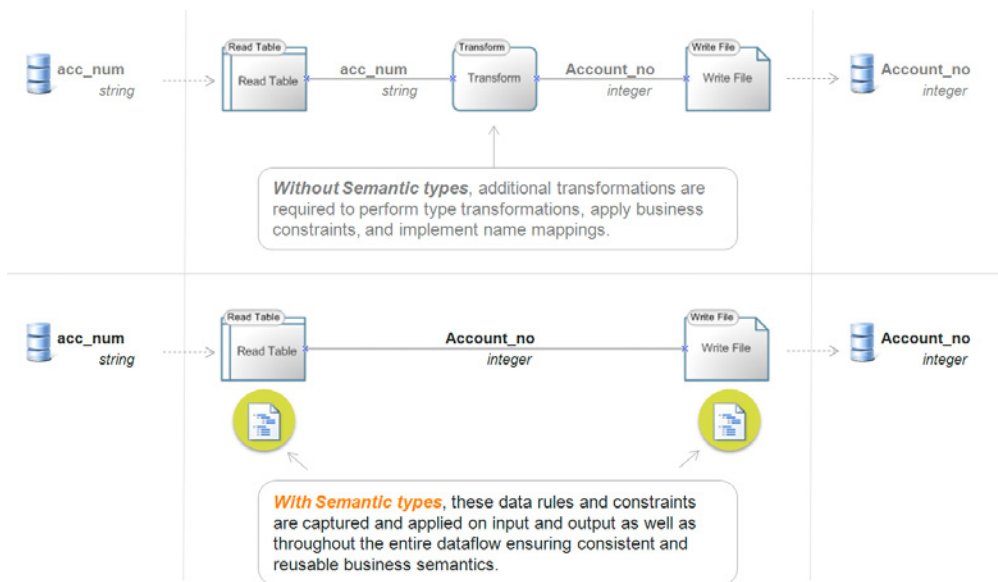 Read Table
Transform
Write File
acc_num
string
Read Table
acc_num
string
Transform
Account_no
integer
Write File
Account_no
integer
Without Semantic types, additional transformations are
required to perform type transformations, apply business
constraints, and implement name mappings.
Read Table
Write File
acc_num
string
Read Table
Account_no
integer
Write File
Account_no
integer
With Semantic types, these data rules and constraints
are captured and applied on input and output as well as
throughout the entire dataflow ensuring consistent and
reusable business semantics.